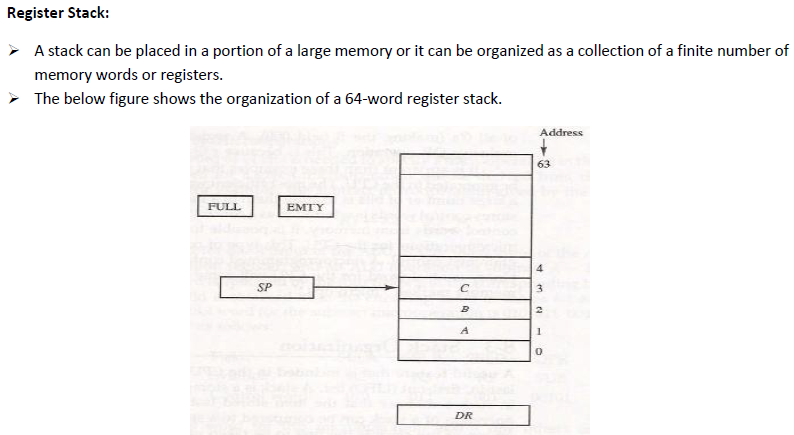 Register Stack:
➢ A stack can be placed in a portion of a large memory or it can be organized as a collection of a finite number of
memory words or registers.
➢ The below figure shows the organization of a 64-word register stack.
Address
63
FULL EMTY
4
SP C 3
B 2
A 1
0
DR